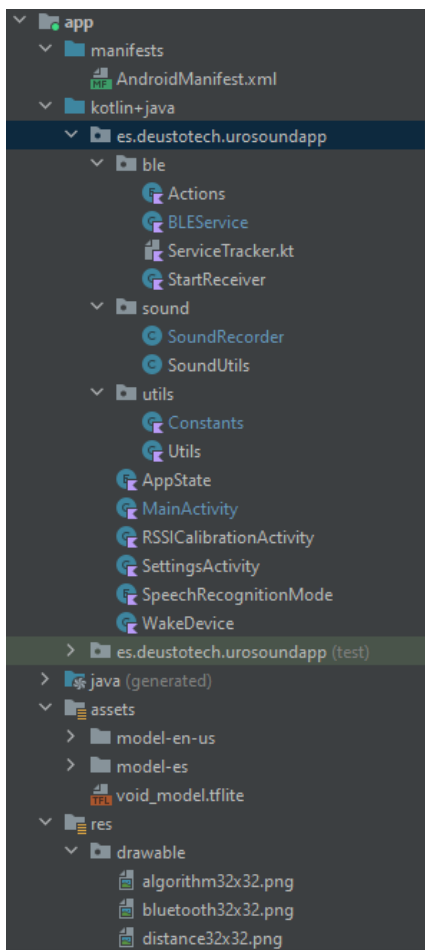 app
manifests
MF AndroidManifest.xml
kotlin+java
es.deustotech.urosoundapp
ble
Actions
BLEService
ServiceTracker.kt
StartReceiver
sound
SoundRecorder
SoundUtils
utils
Constants
Utils
AppState
MainActivity
RSSICalibrationActivity
SettingsActivity
SpeechRecognitionMode
WakeDevice
es.deustotech.urosoundapp (test)
java (generated)
assets
model-en-us
model-es
TFL void_model.tflite
res
drawable
algorithm32x32.png
bluetooth32x32.png
distance32x32.png